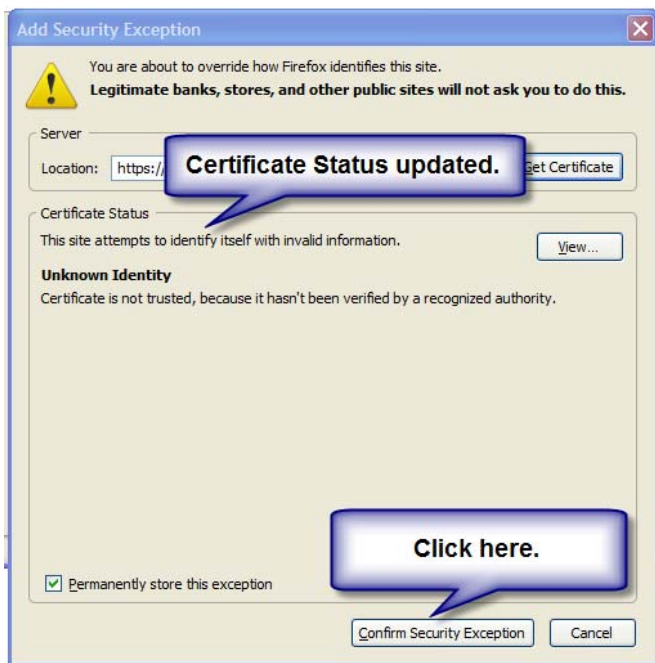 Add Security Exception
You are about to override how Firefox identifies this site.
Legitimate banks, stores, and other public sites will not ask you to do this.
Server
Location: https:// Certificate Status updated. Get Certificate
Certificate Status
This site attempts to identify itself with invalid information.
View...
Unknown Identity
Certificate is not trusted, because it hasn't been verified by a recognized authority.
Click here.
Permanently store this exception
Confirm Security Exception Cancel